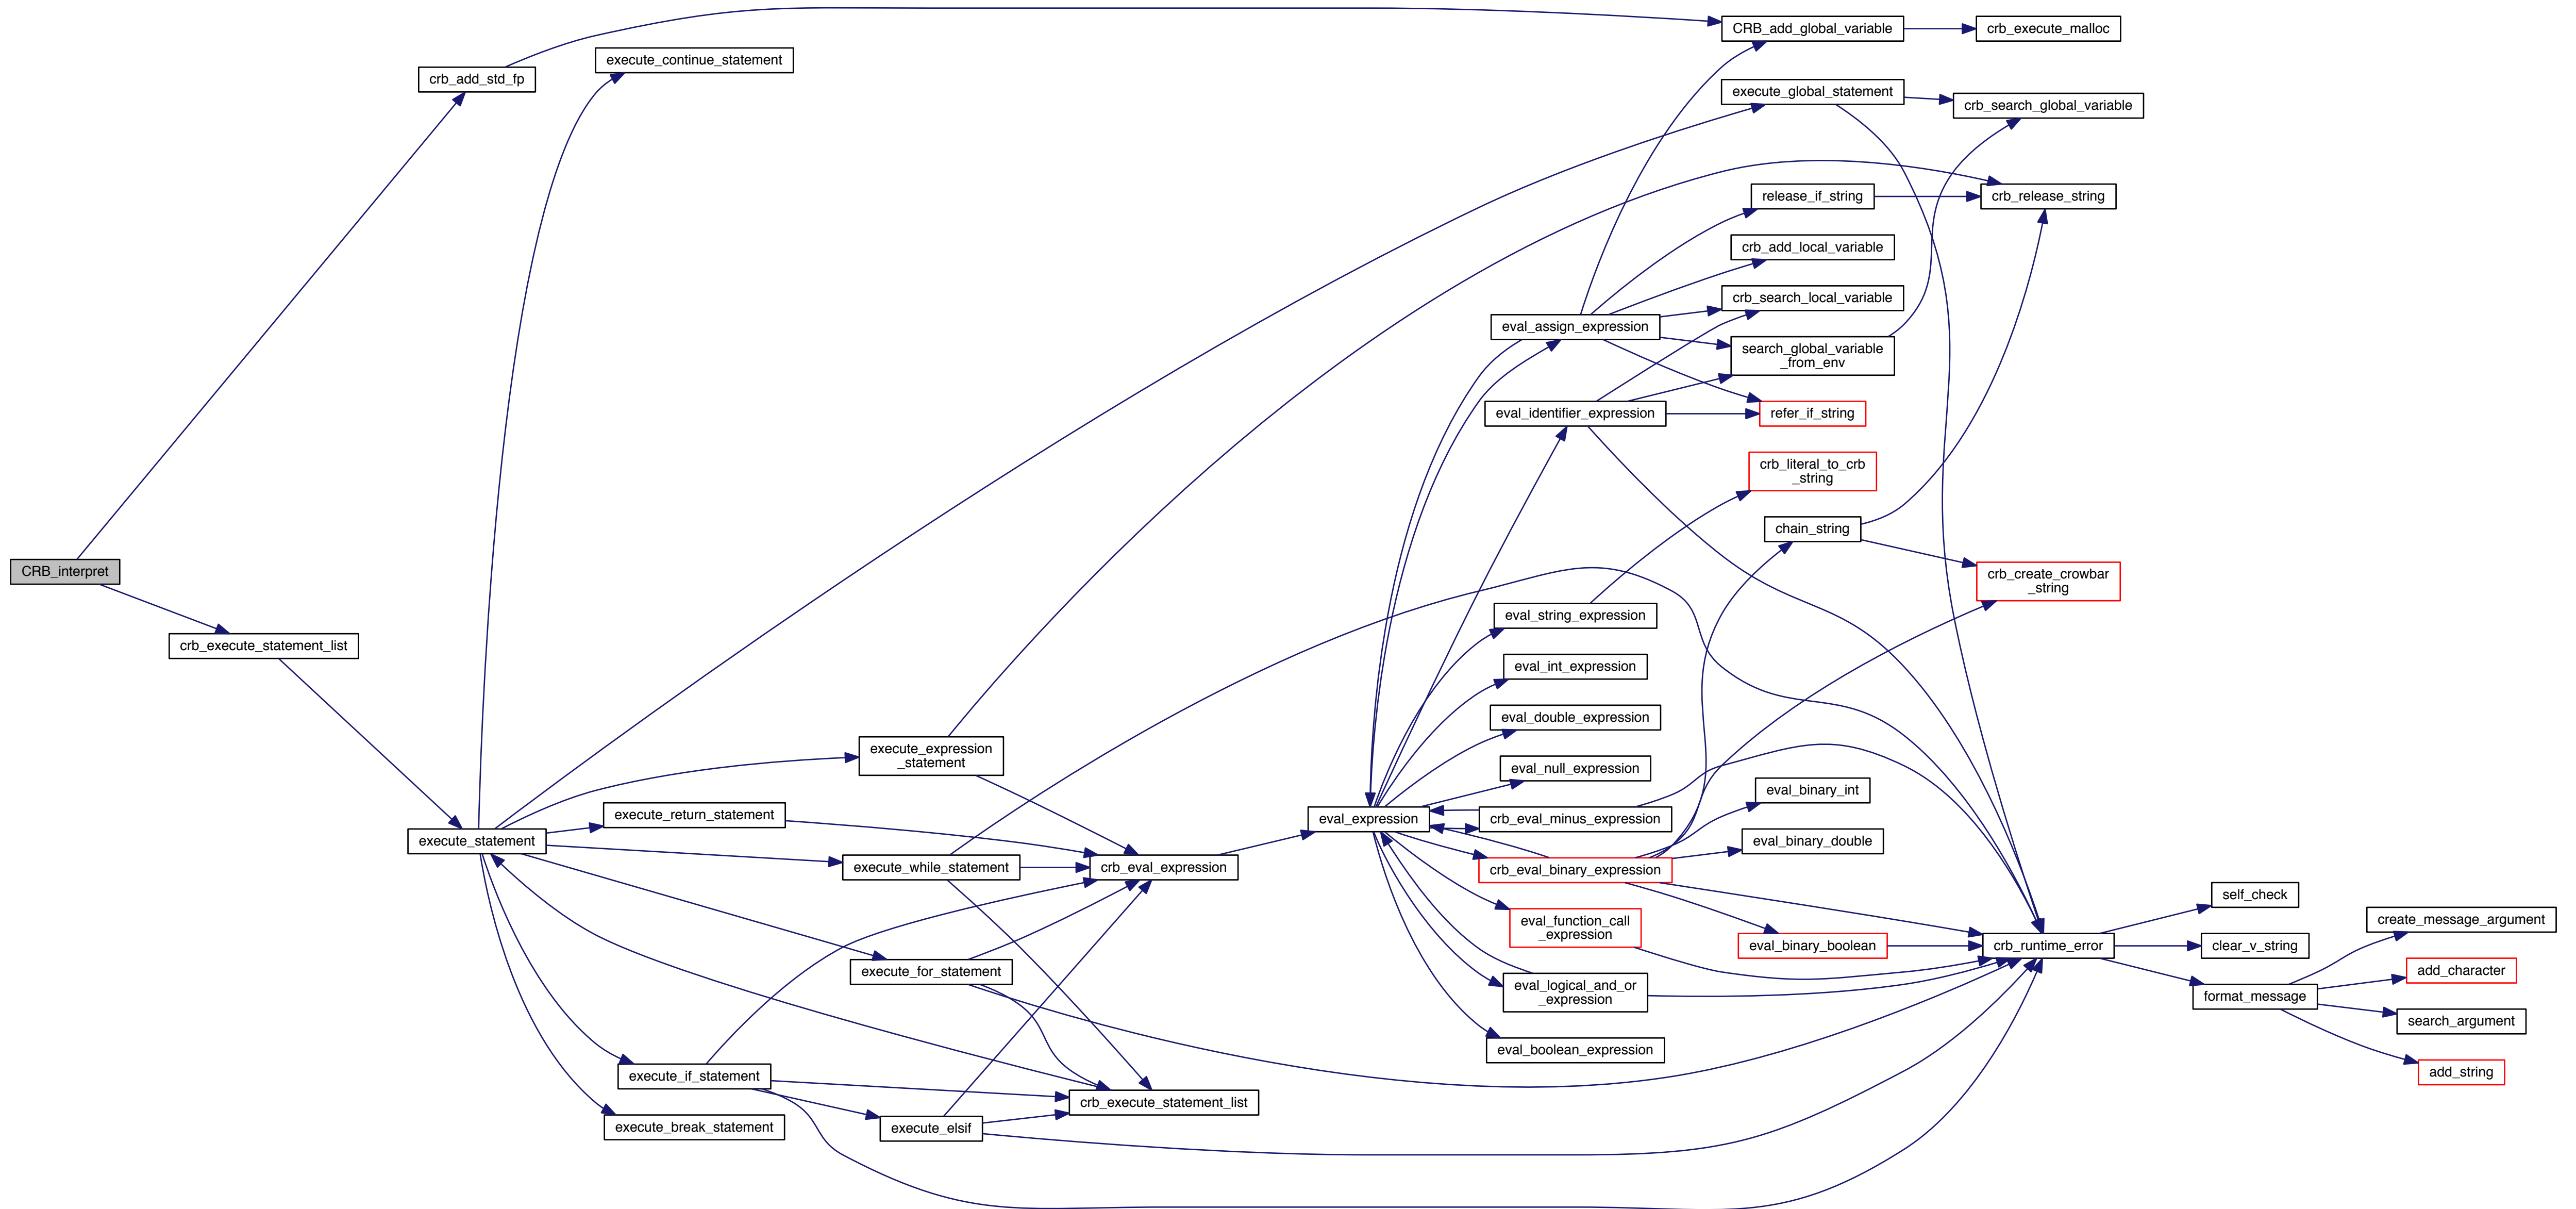 CRB_interpret
crb_add_std_fp
crb_execute_statement_list
execute_statement
execute_continue_statement
execute_expression
_statement
execute_return_statement
execute_while_statement
execute_for_statement
execute_if_statement
execute_break_statement
execute_elsif
crb_eval_expression
crb_execute_statement_list
eval_expression
eval_assign_expression
eval_identifier_expression
eval_string_expression
eval_int_expression
eval_double_expression
eval_null_expression
crb_eval_minus_expression
crb_eval_binary_expression
eval_function_call
_expression
eval_logical_and_or
_expression
eval_boolean_expression
CRB_add_global_variable
execute_global_statement
release_if_string
crb_add_local_variable
crb_search_local_variable
search_global_variable
_from_env
refer_if_string
crb_literal_to_crb
_string
chain_string
eval_binary_int
eval_binary_double
eval_binary_boolean
crb_execute_malloc
crb_search_global_variable
crb_release_string
crb_create_crowbar
_string
crb_runtime_error
self_check
clear_v_string
format_message
create_message_argument
add_character
search_argument
add_string